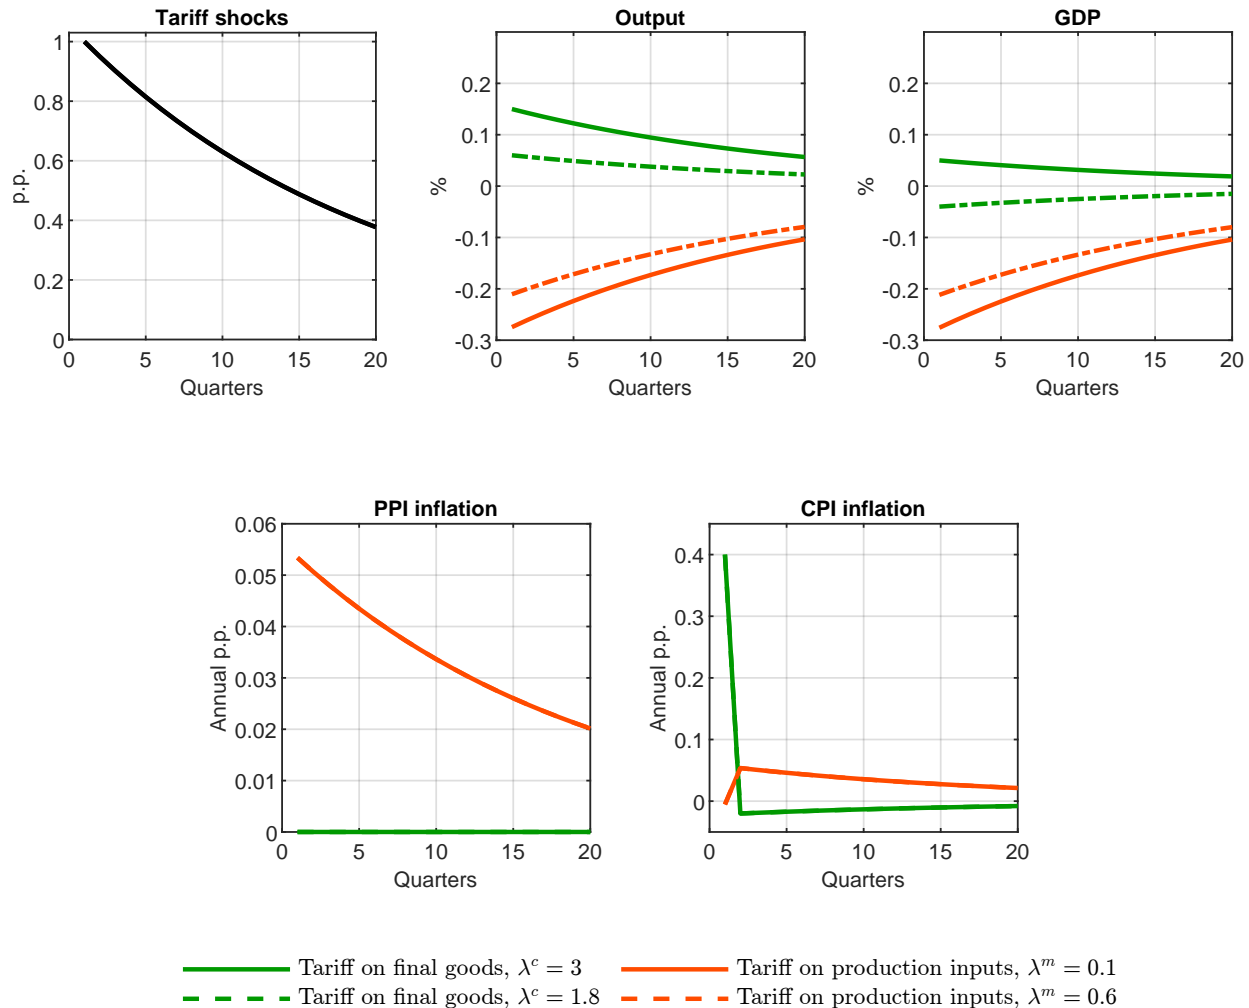 Tariff shocks
1
0.8
0.6
0.4
0.2
0
p.p.
0 5 10 15 20
Quarters
Output
0.2
0.1
0
-0.1
-0.2
-0.3
%
0 5 10 15 20
Quarters
GDP
0.2
0.1
0
-0.1
-0.2
-0.3
%
0 5 10 15 20
Quarters
PPI inflation
0.06
0.05
0.04
0.03
0.02
0.01
0
Annual p.p.
0 5 10 15 20
Quarters
CPI inflation
0.4
0.3
0.2
0.1
0
Annual p.p.
0 5 10 15 20
Quarters
Tariff on final goods, λᶜ = 3
Tariff on final goods, λᶜ = 1.8
Tariff on production inputs, λᵐ = 0.1
Tariff on production inputs, λᵐ = 0.6